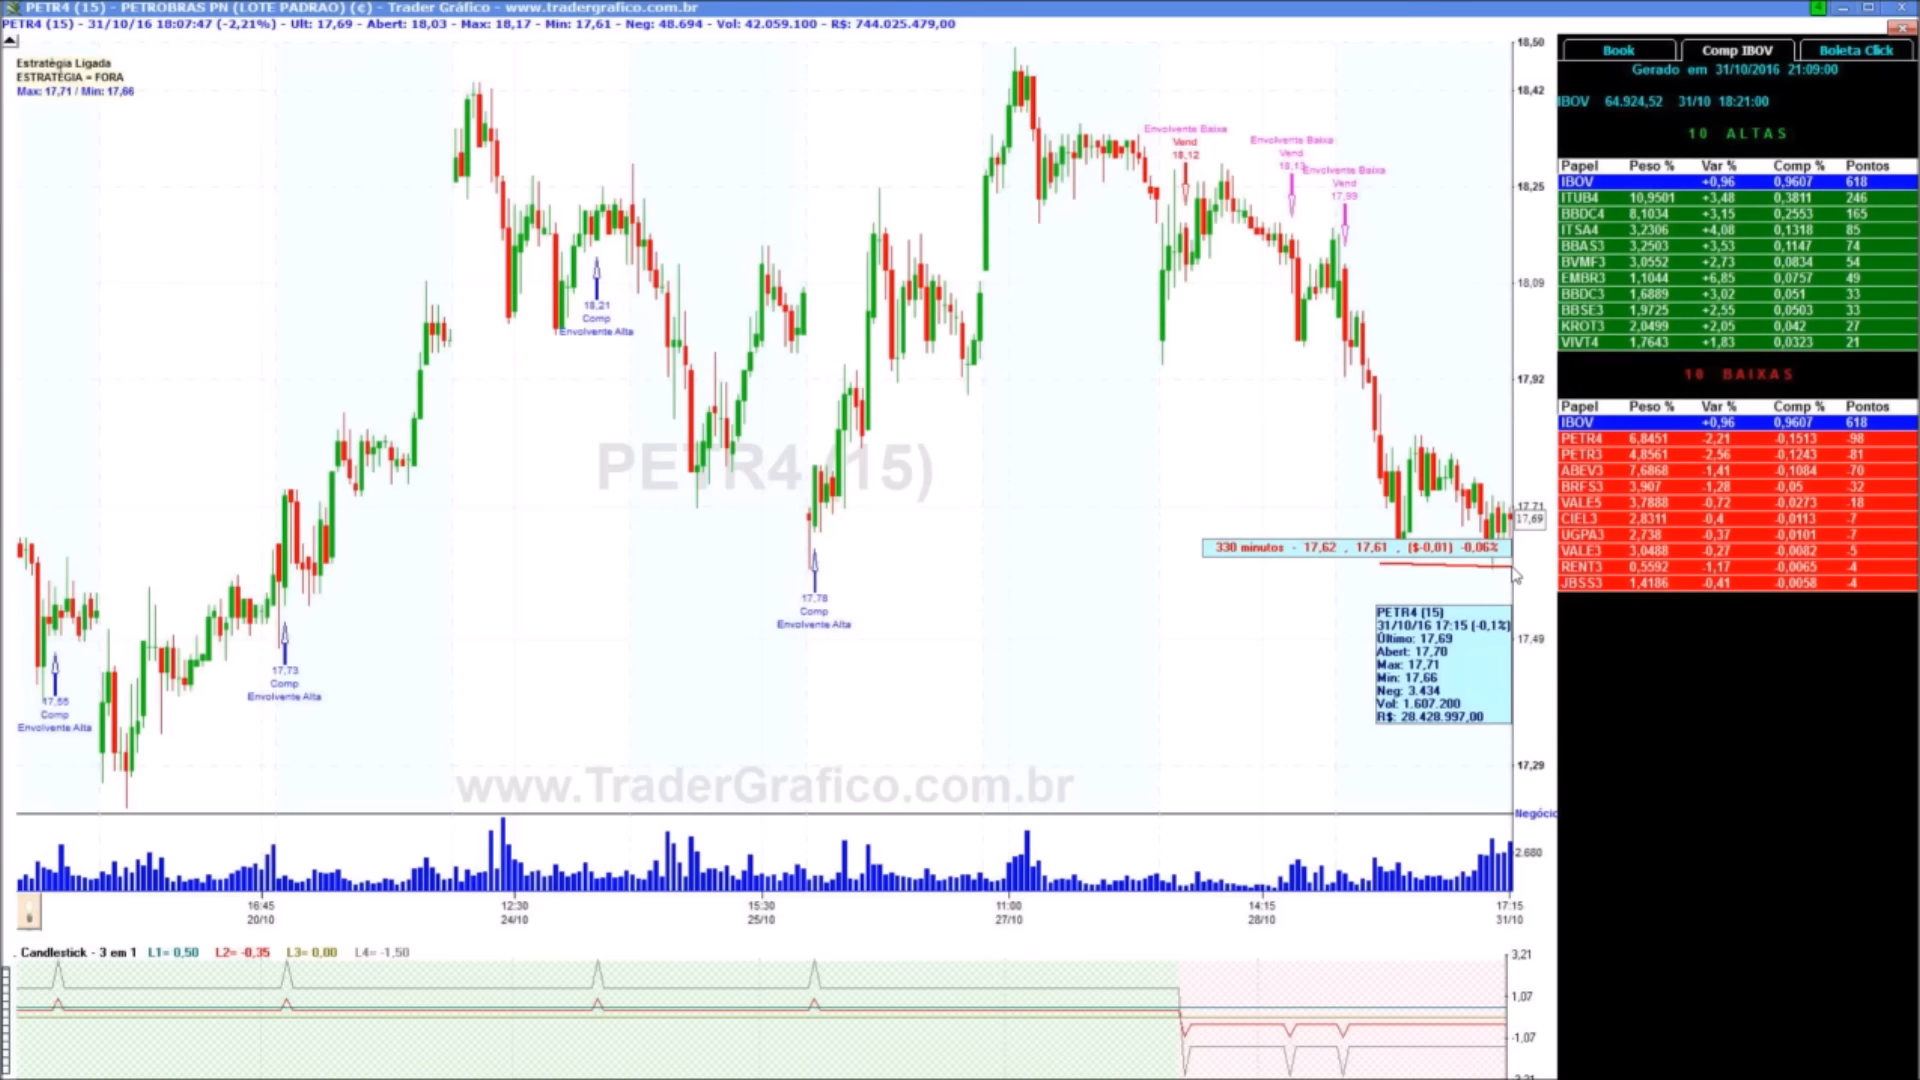 PETR4 (15) - PETROBRAS PN (LOTE PADRAO) (¢) - Trader Gráfico - www.tradergrafico.com.br
PETR4 (15) - 31/10/16 18:07:47 (-2,21%) - Ult: 17,69 - Abert: 18,03 - Max: 18,17 - Min: 17,61 - Neg: 48.694 - Vol: 42.059.100 - R$: 744.025.479,00
Estratégia Ligada
ESTRATÉGIA = FORA
Max: 17,71 / Min: 17,66
Envolvente Baixa
Vend
18,12
Envolvente Baixa
Vend
18,13
Envolvente Baixa
Vend
17,99
18,21
Comp
Envolvente Alta
17,78
Comp
Envolvente Alta
17,73
Comp
Envolvente Alta
17,55
Comp
Envolvente Alta
PETR4 (15)
www.TraderGrafico.com.br
330 minutos - 17,62 , 17,61 , ($-0,01) -0,06%
PETR4 (15)
31/10/16 17:15 (-0,1%)
Último: 17,69
Abert: 17,70
Max: 17,71
Min: 17,66
Neg: 3.434
Vol: 1.607.200
R$: 28.428.997,00
18,50
18,42
18,25
18,09
17,92
17,71
17,69
17,49
17,29
Negócio
2.680
16:45
20/10
12:30
24/10
15:30
25/10
11:00
27/10
14:15
28/10
17:15
31/10
. Candlestick - 3 em 1 L1= 0,50 L2= -0,35 L3= 0,00 L4= -1,50
3,21
1,07
-1,07
Book Comp IBOV Boleta Click
Gerado em 31/10/2016 21:09:00
IBOV 64.924,52 31/10 18:21:00
10 ALTAS
Papel Peso % Var % Comp % Pontos
IBOV +0,96 0,9607 618
ITUB4 10,9501 +3,48 0,3811 246
BBDC4 8,1034 +3,15 0,2553 165
ITSA4 3,2306 +4,08 0,1318 85
BBAS3 3,2503 +3,53 0,1147 74
BVMF3 3,0552 +2,73 0,0834 54
EMBR3 1,1044 +6,85 0,0757 49
BBDC3 1,6889 +3,02 0,051 33
BBSE3 1,9725 +2,55 0,0503 33
KROT3 2,0499 +2,05 0,042 27
VIVT4 1,7643 +1,83 0,0323 21
10 BAIXAS
Papel Peso % Var % Comp % Pontos
IBOV +0,96 0,9607 618
PETR4 6,8451 -2,21 -0,1513 -98
PETR3 4,8561 -2,56 -0,1243 -81
ABEV3 7,6868 -1,41 -0,1084 -70
BRFS3 3,907 -1,28 -0,05 -32
VALE5 3,7888 -0,72 -0,0273 -18
CIEL3 2,8311 -0,4 -0,0113 -7
UGPA3 2,738 -0,37 -0,0101 -7
VALE3 3,0488 -0,27 -0,0082 -5
RENT3 0,5592 -1,17 -0,0065 -4
JBSS3 1,4186 -0,41 -0,0058 -4